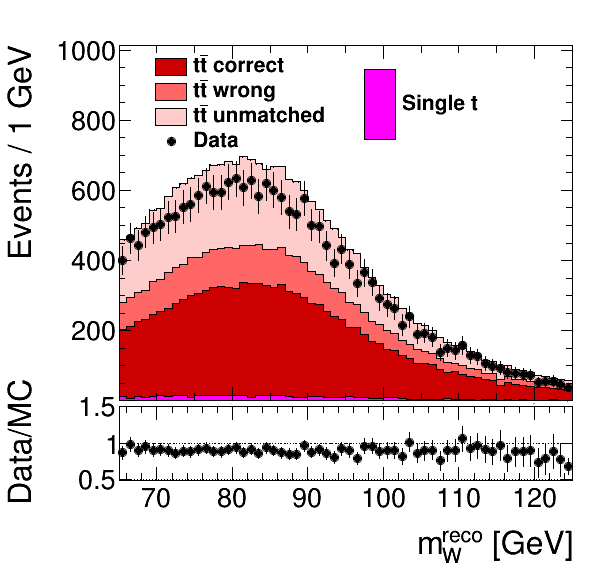 Events / 1 GeV
1000
800
600
400
200
tt̄ correct
tt̄ wrong
tt̄ unmatched
Data
Single t
Data/MC
1.5
1
0.5
70 80 90 100 110 120
m_W^reco [GeV]